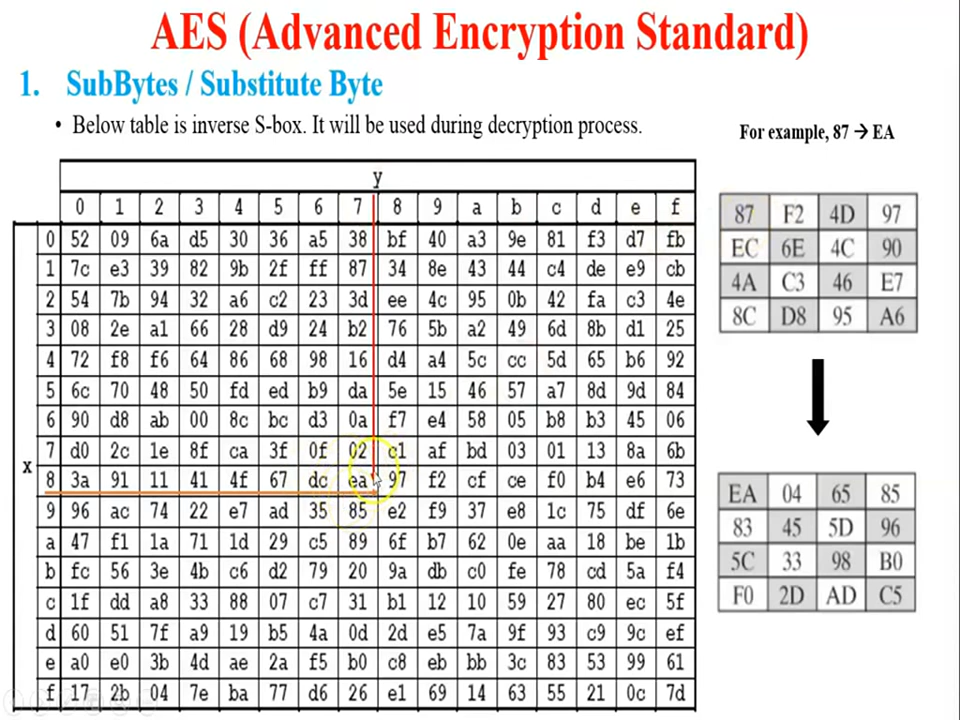 AES (Advanced Encryption Standard)
1. SubBytes / Substitute Byte
• Below table is inverse S-box. It will be used during decryption process.
For example, 87 → EA
y
0 1 2 3 4 5 6 7 8 9 a b c d e f
x
0 52 09 6a d5 30 36 a5 38 bf 40 a3 9e 81 f3 d7 fb
1 7c e3 39 82 9b 2f ff 87 34 8e 43 44 c4 de e9 cb
2 54 7b 94 32 a6 c2 23 3d ee 4c 95 0b 42 fa c3 4e
3 08 2e a1 66 28 d9 24 b2 76 5b a2 49 6d 8b d1 25
4 72 f8 f6 64 86 68 98 16 d4 a4 5c cc 5d 65 b6 92
5 6c 70 48 50 fd ed b9 da 5e 15 46 57 a7 8d 9d 84
6 90 d8 ab 00 8c bc d3 0a f7 e4 58 05 b8 b3 45 06
7 d0 2c 1e 8f ca 3f 0f 02 c1 af bd 03 01 13 8a 6b
8 3a 91 11 41 4f 67 dc ea 97 f2 cf ce f0 b4 e6 73
9 96 ac 74 22 e7 ad 35 85 e2 f9 37 e8 1c 75 df 6e
a 47 f1 1a 71 1d 29 c5 89 6f b7 62 0e aa 18 be 1b
b fc 56 3e 4b c6 d2 79 20 9a db c0 fe 78 cd 5a f4
c 1f dd a8 33 88 07 c7 31 b1 12 10 59 27 80 ec 5f
d 60 51 7f a9 19 b5 4a 0d 2d e5 7a 9f 93 c9 9c ef
e a0 e0 3b 4d ae 2a f5 b0 c8 eb bb 3c 83 53 99 61
f 17 2b 04 7e ba 77 d6 26 e1 69 14 63 55 21 0c 7d
87 F2 4D 97
EC 6E 4C 90
4A C3 46 E7
8C D8 95 A6
EA 04 65 85
83 45 5D 96
5C 33 98 B0
F0 2D AD C5